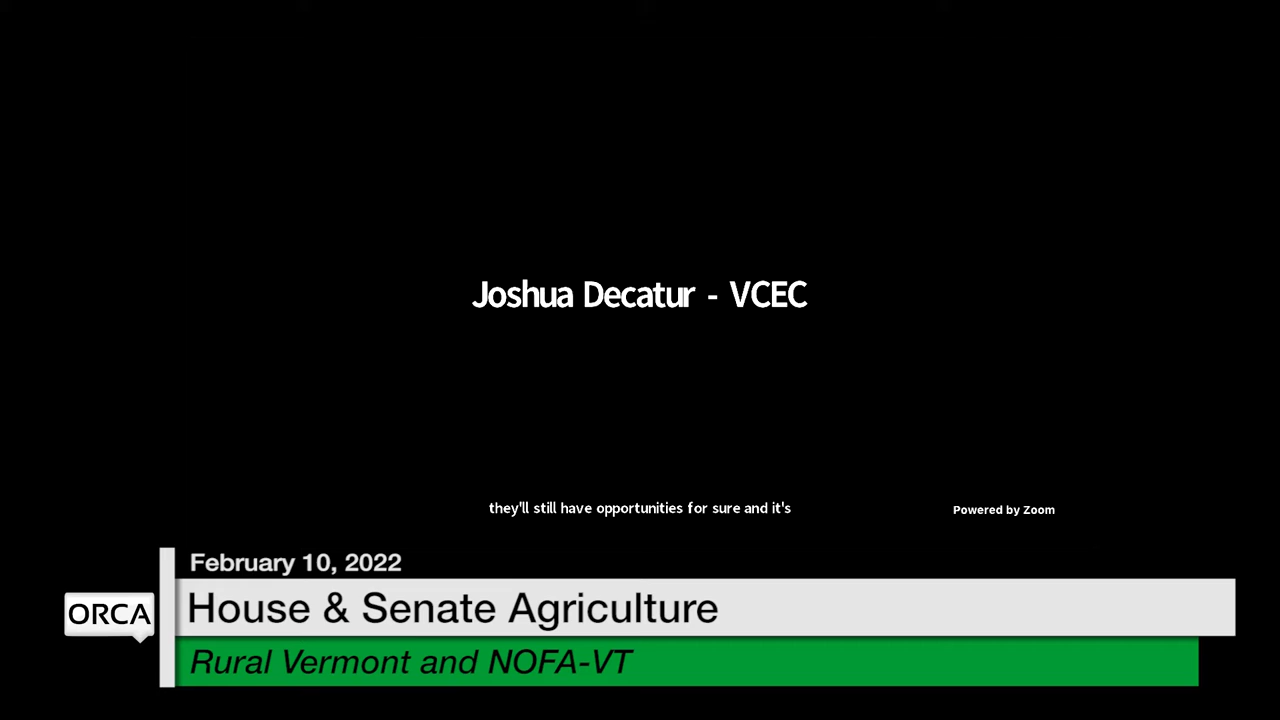 Joshua Decatur - VCEC
they'll still have opportunities for sure and it's
Powered by Zoom
February 10, 2022
House & Senate Agriculture
ORCA
Rural Vermont and NOFA-VT